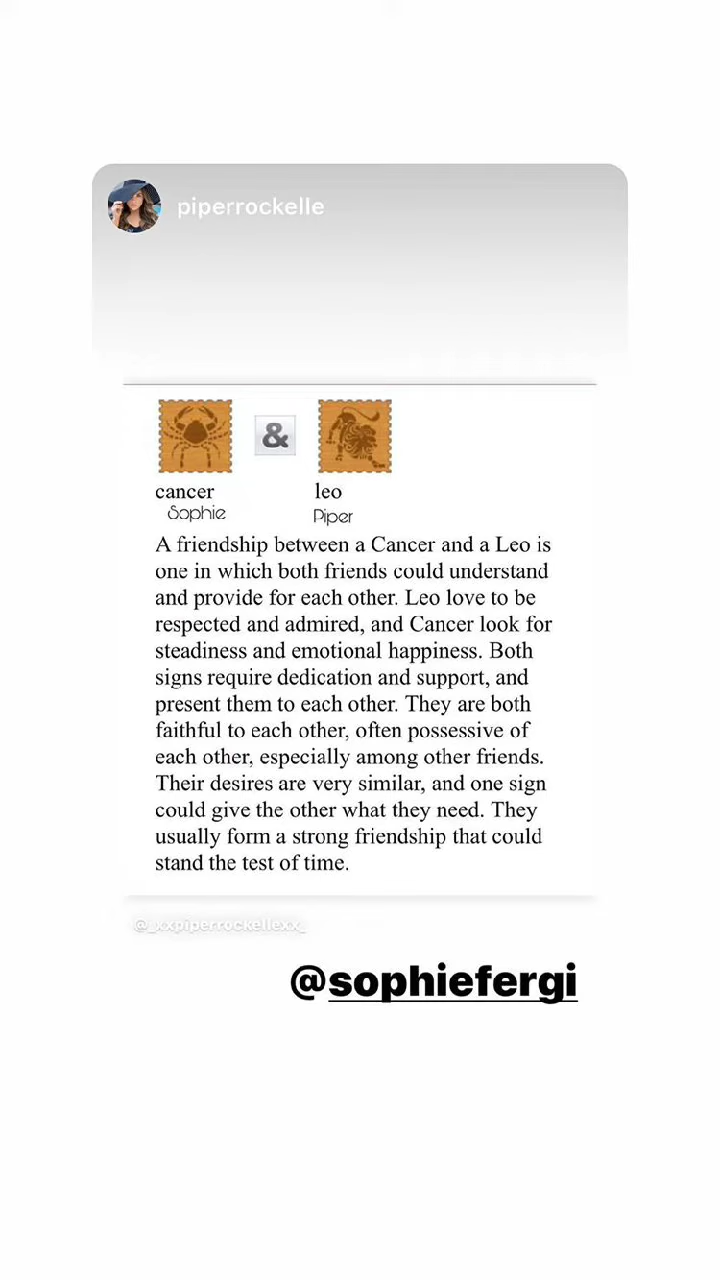 piperrockelle
&
cancer leo
Sophie Piper
A friendship between a Cancer and a Leo is
one in which both friends could understand
and provide for each other. Leo love to be
respected and admired, and Cancer look for
steadiness and emotional happiness. Both
signs require dedication and support, and
present them to each other. They are both
faithful to each other, often possessive of
each other, especially among other friends.
Their desires are very similar, and one sign
could give the other what they need. They
usually form a strong friendship that could
stand the test of time.
@_xxpiperrockellexx_
@sophiefergi